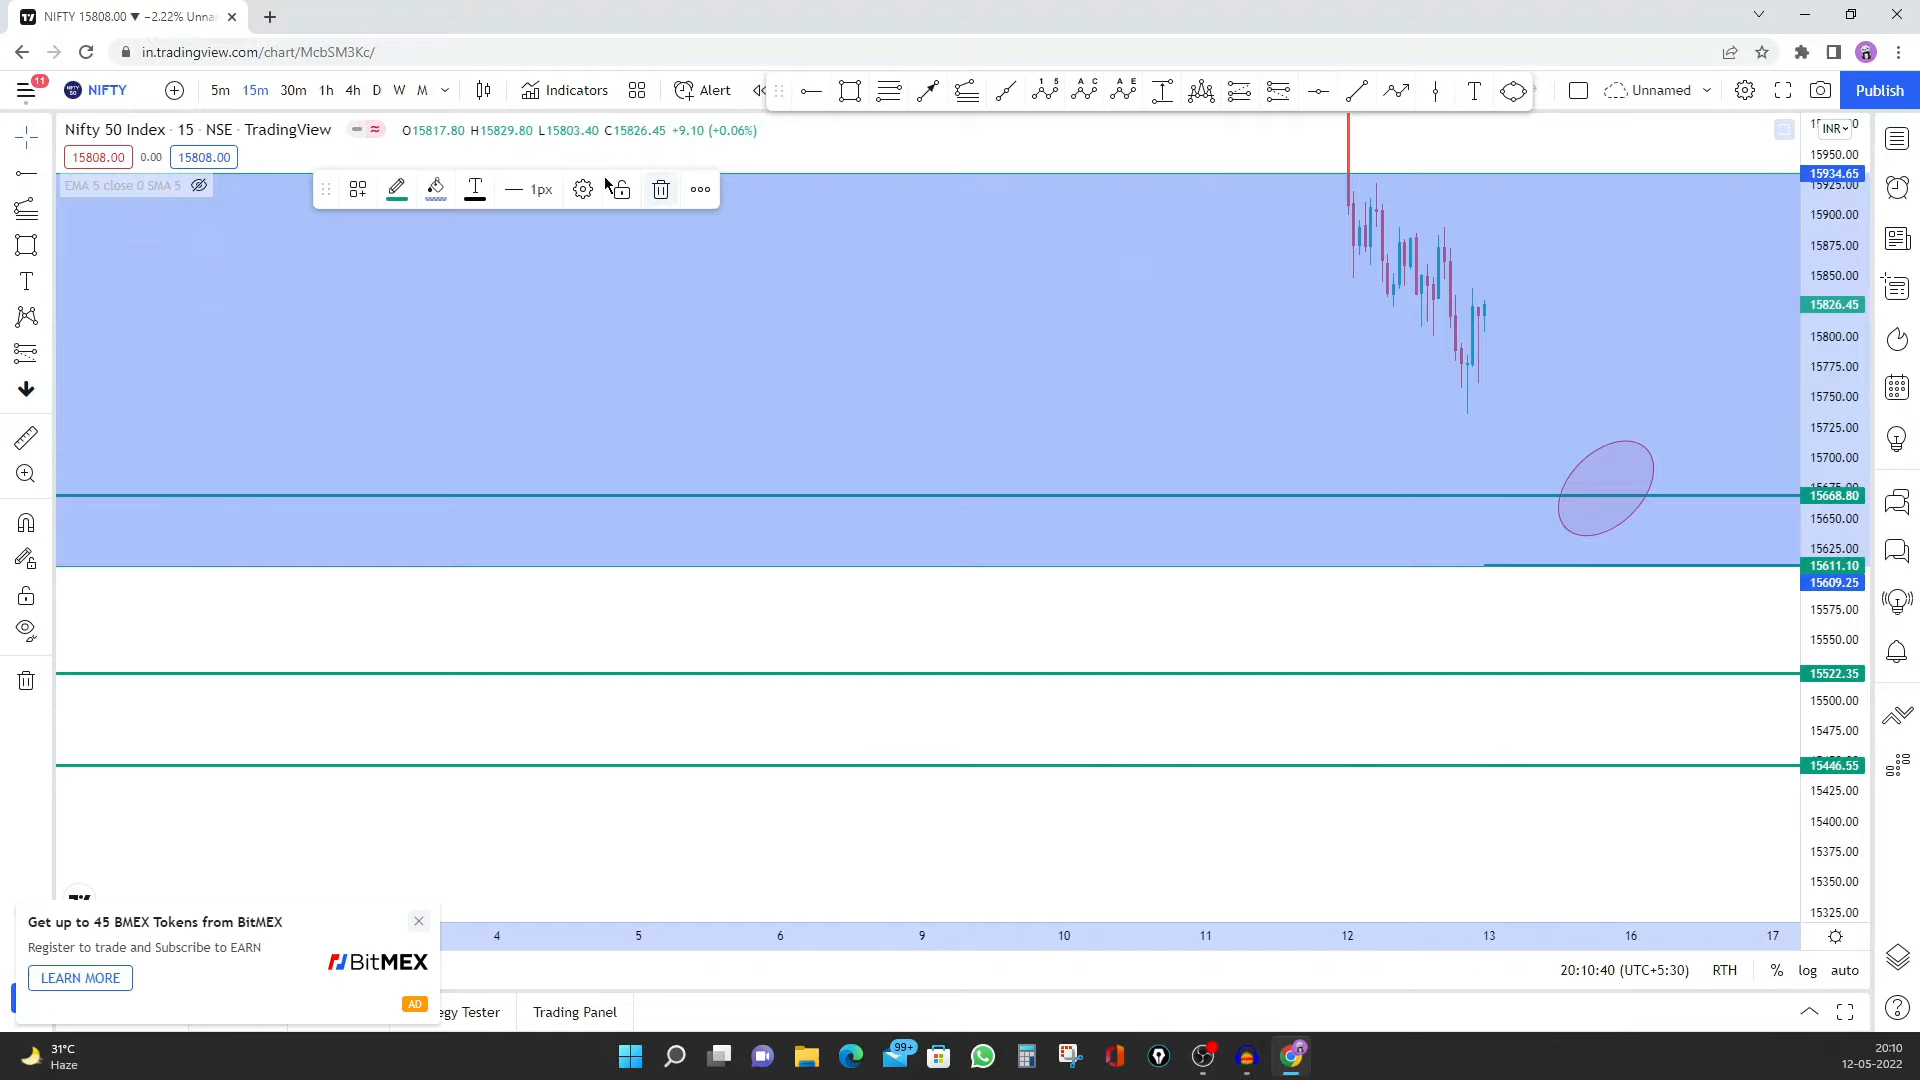 NIFTY 15808.00 ▼ −2.22% Unna
in.tradingview.com/chart/McbSM3Kc/
11
NIFTY
5m 15m 30m 1h 4h D W M
Indicators
Alert
Unnamed
Publish
Nifty 50 Index · 15 · NSE · TradingView
O15817.80 H15829.80 L15803.40 C15826.45 +9.10 (+0.06%)
15808.00 0.00 15808.00
EMA 5 close 0 SMA 5
1px
INR
15950.00
15934.65
15925.00
15900.00
15875.00
15850.00
15826.45
15800.00
15775.00
15750.00
15725.00
15700.00
15668.80
15650.00
15625.00
15611.10
15609.25
15575.00
15550.00
15522.35
15500.00
15475.00
15446.55
15425.00
15400.00
15375.00
15350.00
15325.00
4 5 6 9 10 11 12 13 16 17
20:10:40 (UTC+5:30) RTH % log auto
Get up to 45 BMEX Tokens from BitMEX
Register to trade and Subscribe to EARN
BitMEX
LEARN MORE
AD
egy Tester
Trading Panel
31°C
Haze
99+
20:10
12-05-2022